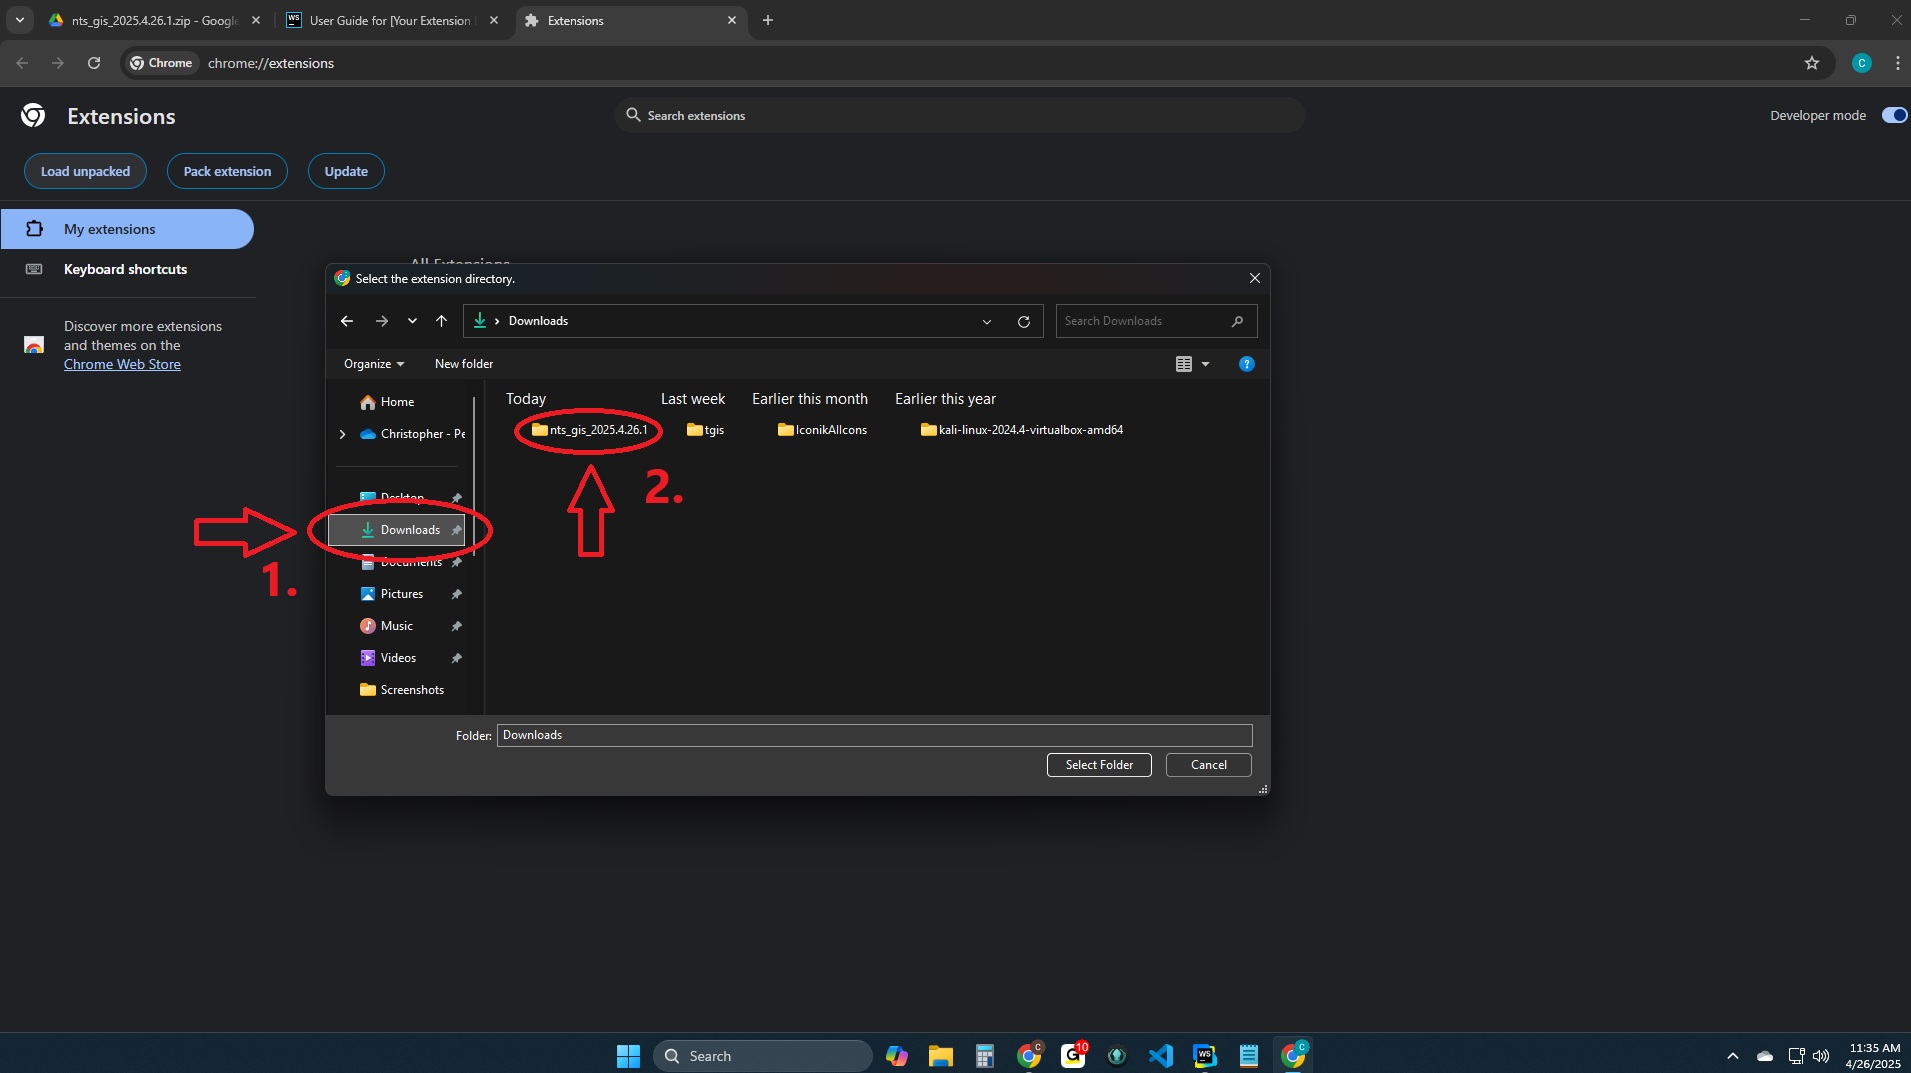 nts_gis_2025.4.26.1.zip - Google
User Guide for [Your Extension
Extensions
Chrome
chrome://extensions
C
Extensions
Search extensions
Developer mode
Load unpacked
Pack extension
Update
My extensions
Keyboard shortcuts
Discover more extensions
and themes on the
Chrome Web Store
All Extensions
Select the extension directory.
Downloads
Search Downloads
Organize
New folder
Home
Christopher - Pe
Desktop
Downloads
Documents
Pictures
Music
Videos
Screenshots
Today
Last week
Earlier this month
Earlier this year
nts_gis_2025.4.26.1
tgis
IconikAIcons
kali-linux-2024.4-virtualbox-amd64
1.
2.
Folder:
Downloads
Select Folder
Cancel
Search
10
11:35 AM
4/26/2025